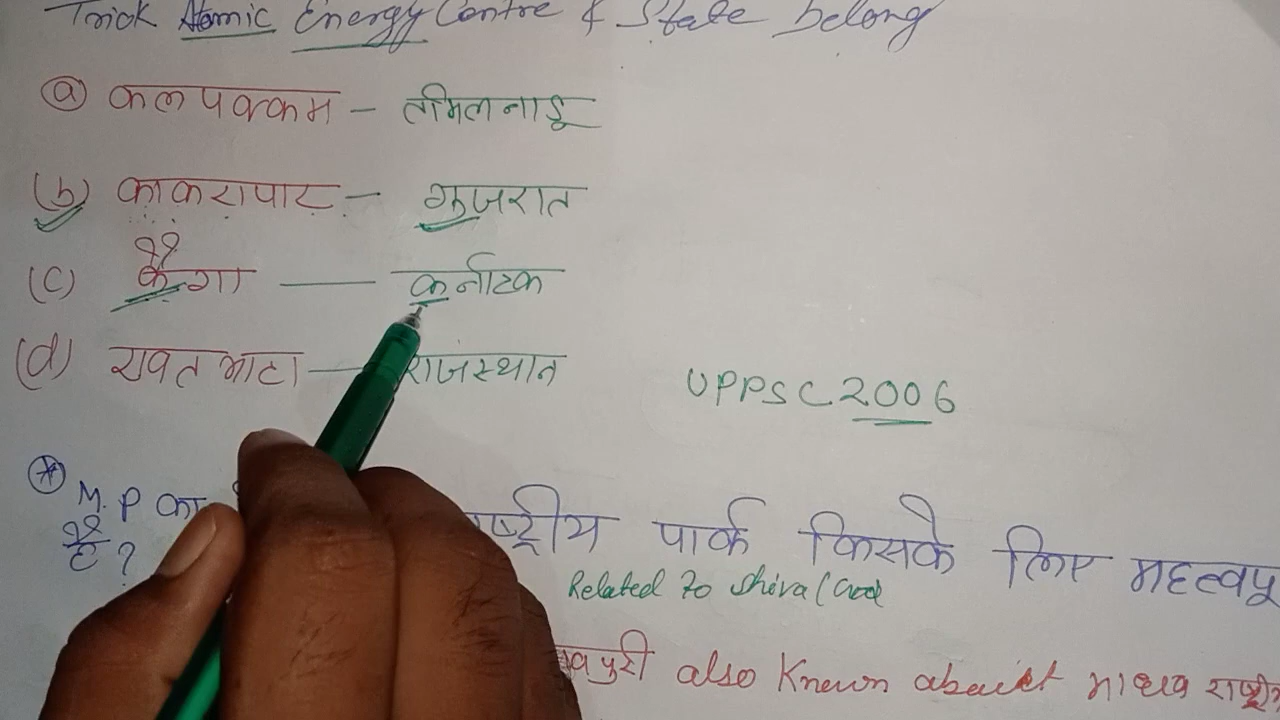 Trick Atomic Energy Centre & State belong
(a) कलपक्कम — तमिलनाडू
(b) काकरापार — गुजरात
(c) कैगा — कर्नाटक
(d) रावतभाटा — राजस्थान
UPPSC 2006
M.P का राष्ट्रीय पार्क किसके लिए महत्वपू
है ?
Related to Shiva (God
पुरी also Known abauet माधव राष्ट्री